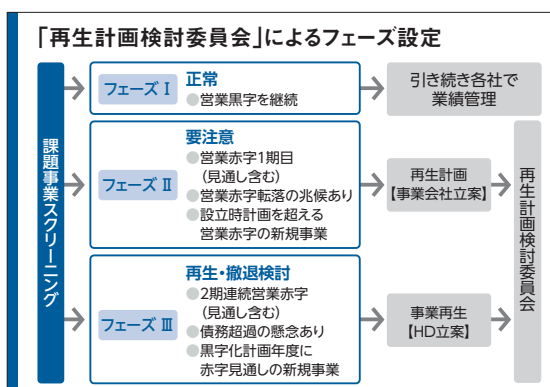 「再生計画検討委員会」によるフェーズ設定
課題事業スクリーニング
フェーズ Ⅰ
正常
●営業黒字を継続
引き続き各社で
業績管理
フェーズ Ⅱ
要注意
●営業赤字1期目
(見通し含む)
●営業赤字転落の兆候あり
●設立時計画を超える
営業赤字の新規事業
再生計画
【事業会社立案】
フェーズ Ⅲ
再生・撤退検討
●2期連続営業赤字
(見通し含む)
●債務超過の懸念あり
●黒字化計画年度に
赤字見通しの新規事業
事業再生
【HD立案】
再生計画検討委員会